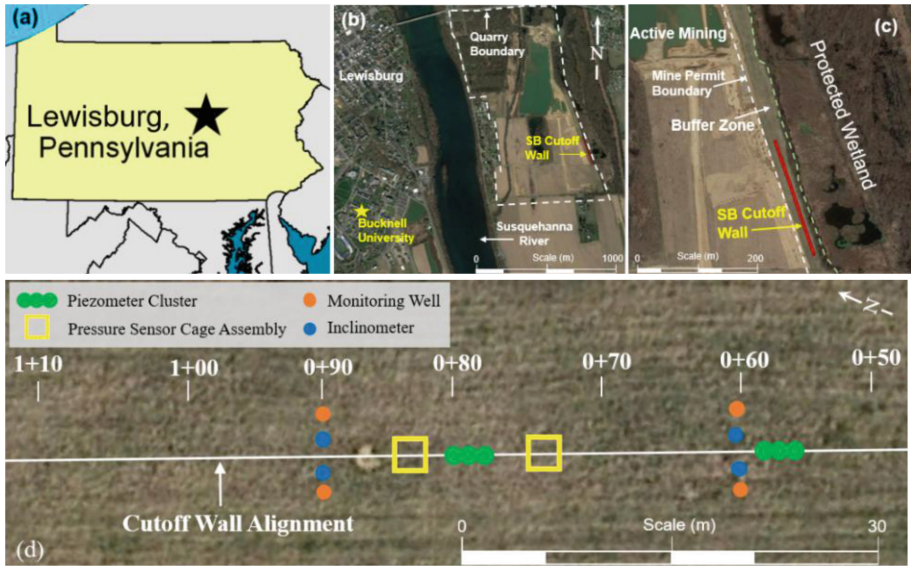 (a)
Lewisburg,
Pennsylvania
(b)
Quarry
Boundary
N
Lewisburg
SB Cutoff
Wall
Bucknell
University
Susquehanna
River
Scale (m)
0
1000
(c)
Active Mining
Mine Permit
Boundary
Buffer Zone
Protected Wetland
SB Cutoff
Wall
Scale (m)
0
200
Piezometer Cluster
Monitoring Well
Pressure Sensor Cage Assembly
Inclinometer
N
1+10
1+00
0+90
0+80
0+70
0+60
0+50
Cutoff Wall Alignment
Scale (m)
0
30
(d)